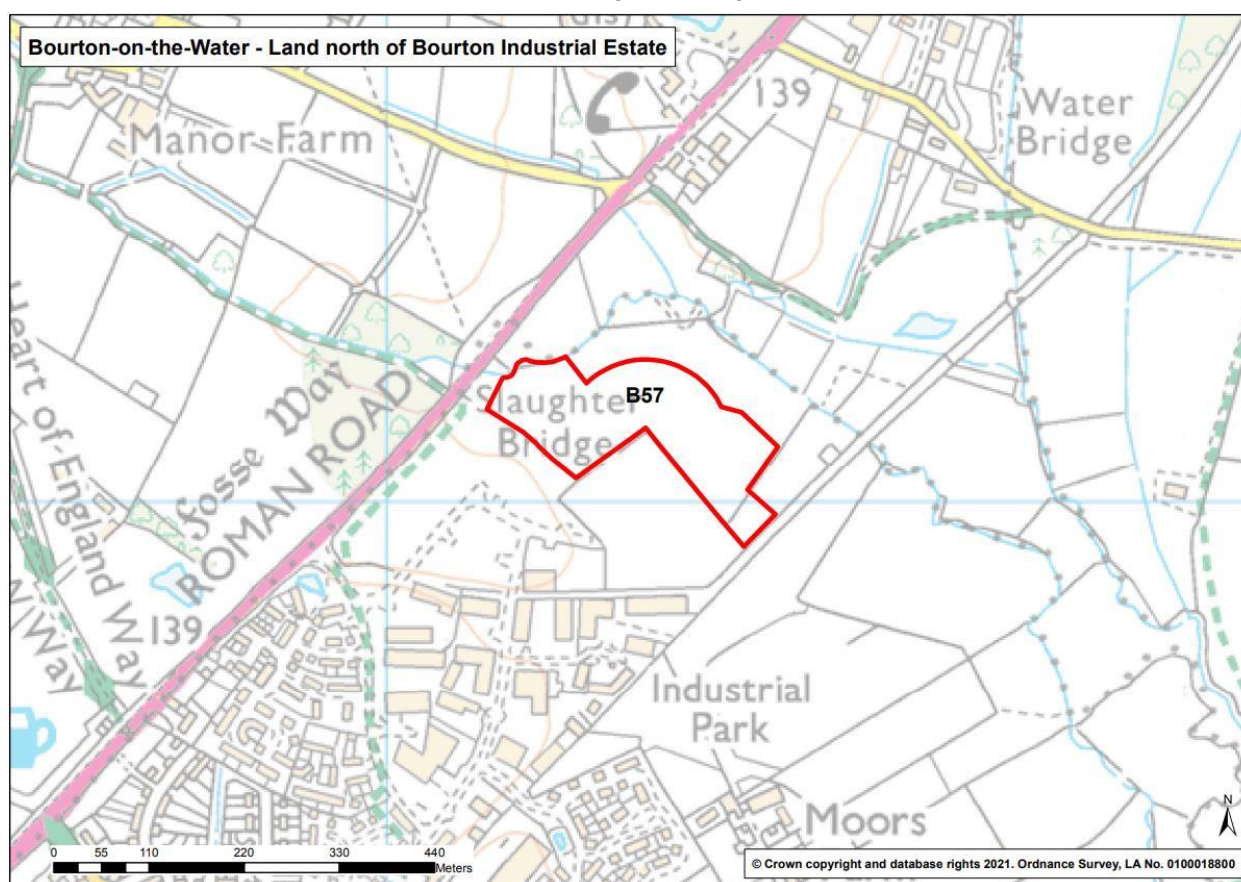 Bourton-on-the-Water - Land north of Bourton Industrial Estate
139
Water
Bridge
Manor Farm
B57
Slaughter
Bridge
Heart of England Way
Fosse Way
ROMAN ROAD
139
Way
Industrial
Park
Moors
N
0 55 110 220 330 440
Meters
© Crown copyright and database rights 2021. Ordnance Survey, LA No. 0100018800